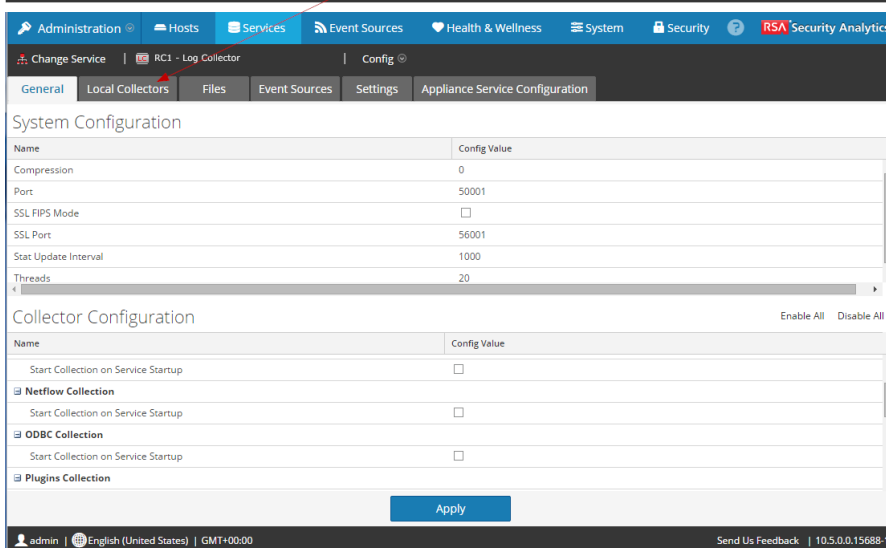 Administration Hosts Services Event Sources Health & Wellness System Security ? RSA Security Analytics
Change Service | LC RC1 - Log Collector | Config
General Local Collectors Files Event Sources Settings Appliance Service Configuration
System Configuration
Name Config Value
Compression 0
Port 50001
SSL FIPS Mode
SSL Port 56001
Stat Update Interval 1000
Threads 20
Collector Configuration Enable All Disable All
Name Config Value
Start Collection on Service Startup
Netflow Collection
Start Collection on Service Startup
ODBC Collection
Start Collection on Service Startup
Plugins Collection
Apply
admin | English (United States) | GMT+00:00 Send Us Feedback | 10.5.0.0.15688-1